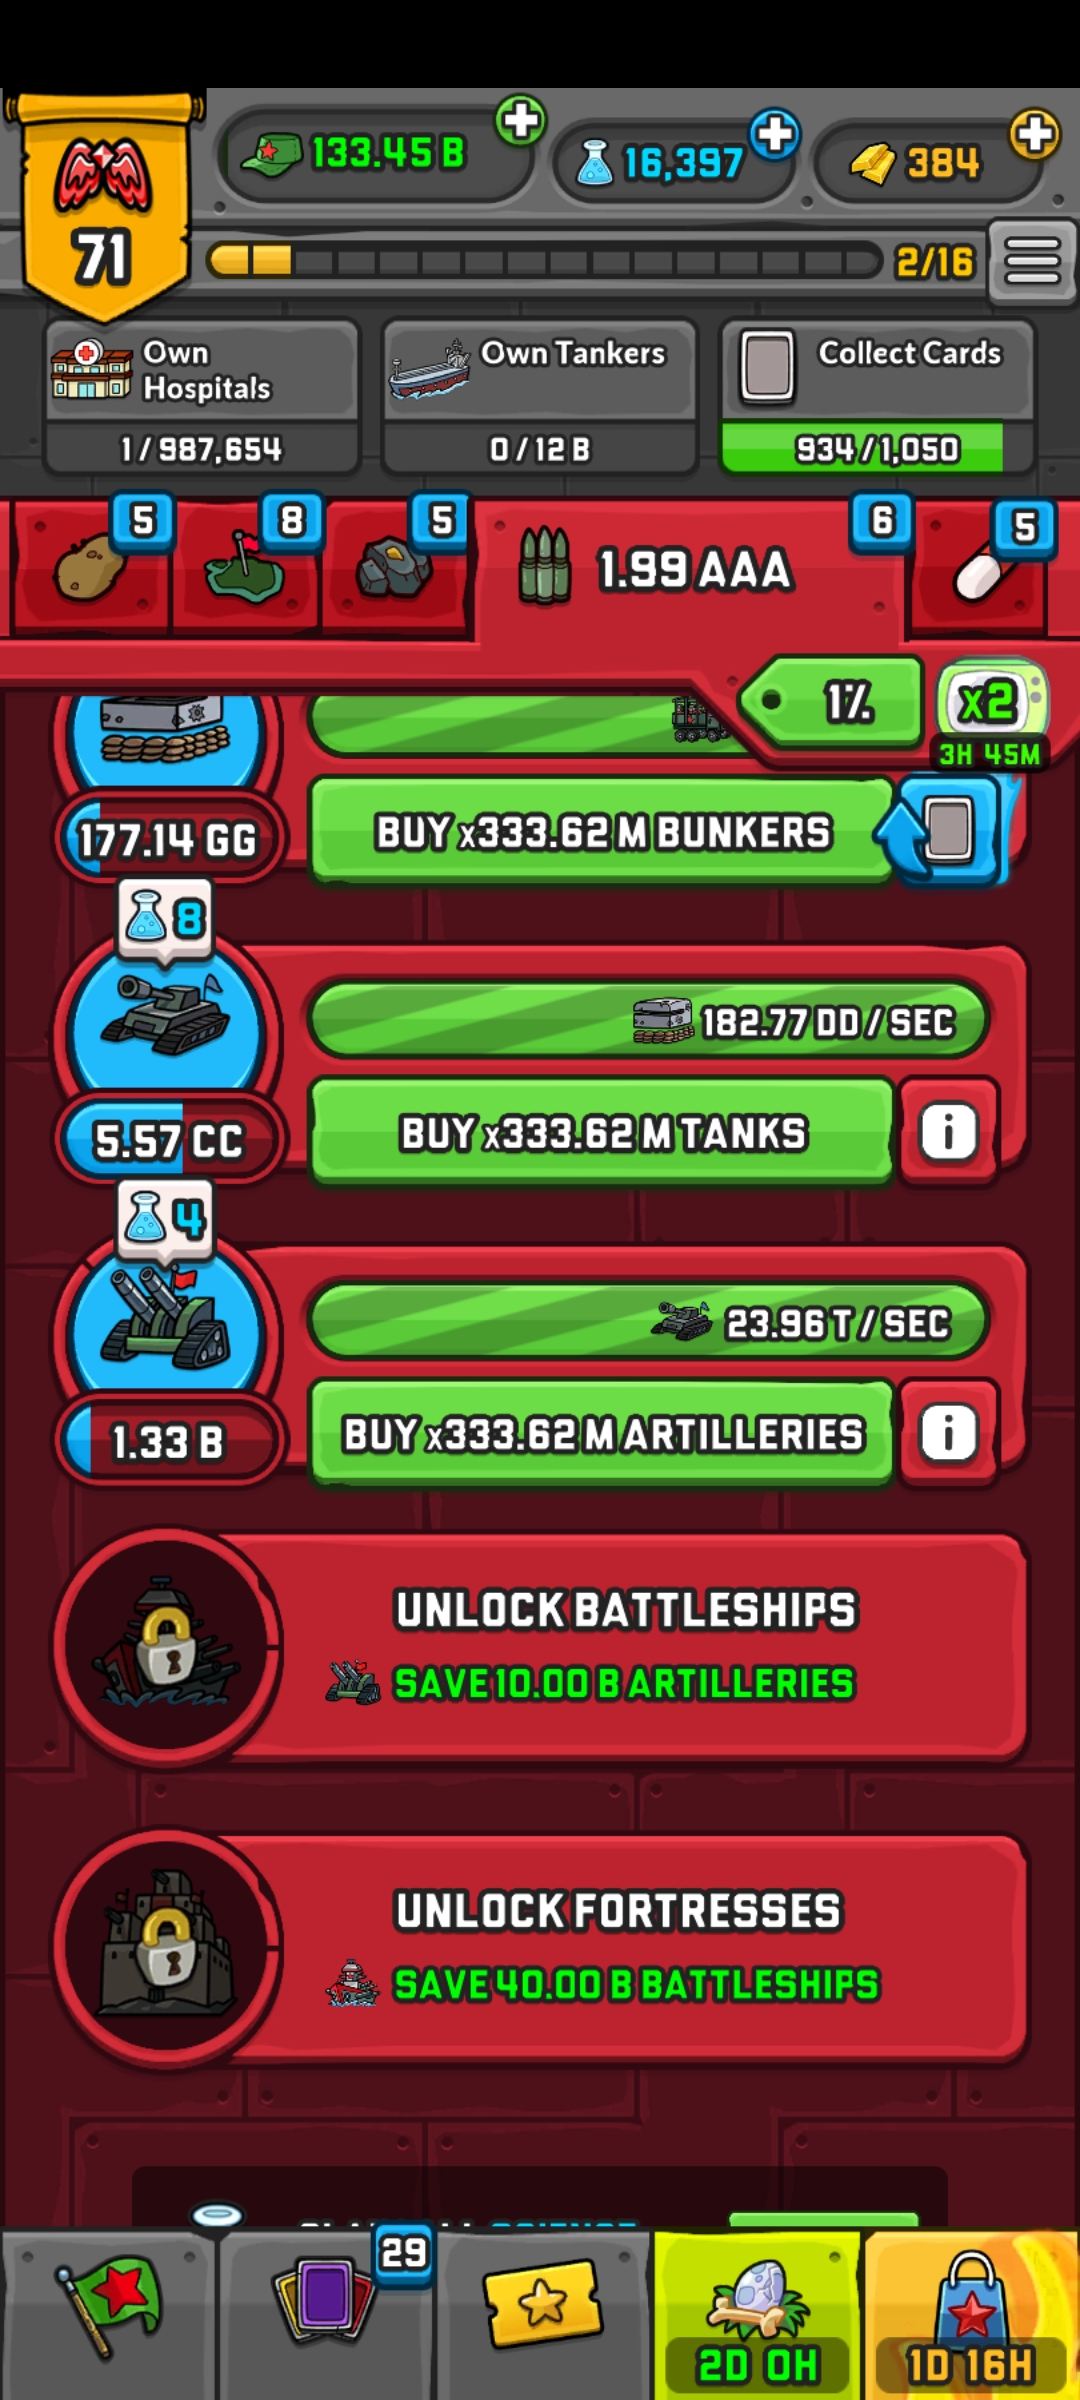 133.45 B
16,397
384
71
2/16
Own
Hospitals
1/987,654
Own Tankers
0/12 B
Collect Cards
934/1,050
5
8
5
1.99 AAA
6
5
1%
x2
3H 45M
177.14 GG
BUY x333.62 M BUNKERS
8
182.77 DD/SEC
5.57 CC
BUY x333.62 M TANKS
i
4
23.96 T/SEC
1.33 B
BUY x333.62 M ARTILLERIES
i
UNLOCK BATTLESHIPS
SAVE 10.00 B ARTILLERIES
UNLOCK FORTRESSES
SAVE 40.00 B BATTLESHIPS
29
2D 0H
1D 16H